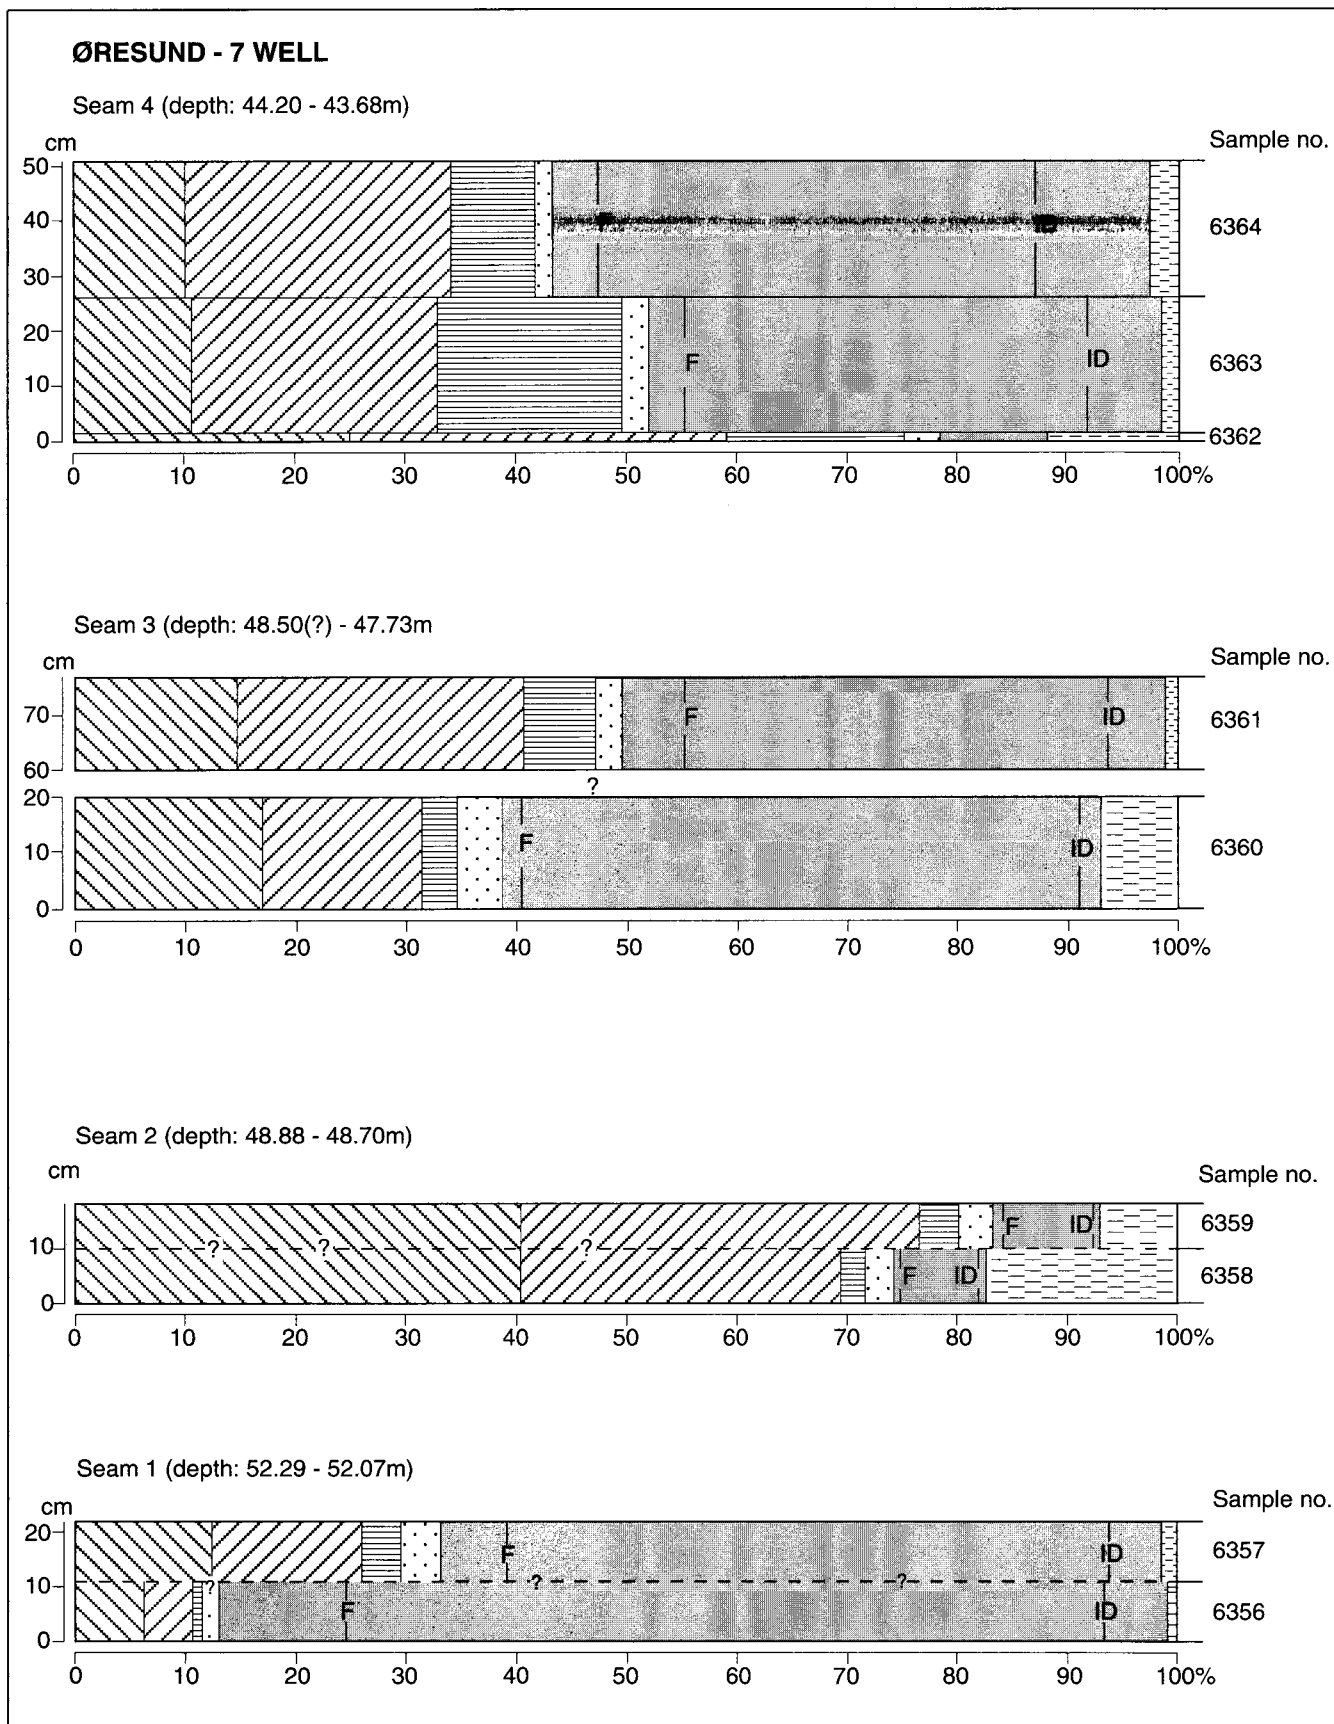 ØRESUND - 7 WELL
Seam 4 (depth: 44.20 - 43.68m)
cm
Sample no.
50
40
30
20
10
0
F
ID
6364
F
ID
6363
6362
0 10 20 30 40 50 60 70 80 90 100%
Seam 3 (depth: 48.50(?) - 47.73m
cm
Sample no.
70
60
F
ID
6361
?
20
10
0
F
ID
6360
0 10 20 30 40 50 60 70 80 90 100%
Seam 2 (depth: 48.88 - 48.70m)
cm
Sample no.
F
ID
6359
10
? ? ?
F
ID
6358
0
0 10 20 30 40 50 60 70 80 90 100%
Seam 1 (depth: 52.29 - 52.07m)
cm
Sample no.
20
F
ID
6357
10
? ? ?
F
ID
6356
0
0 10 20 30 40 50 60 70 80 90 100%